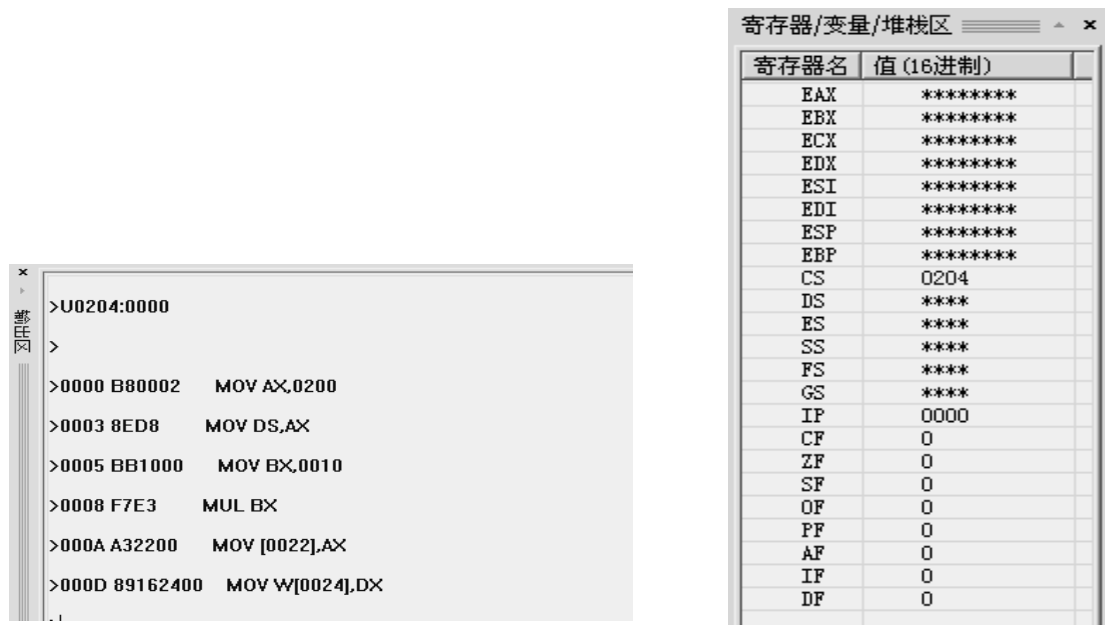 >U0204:0000
>
>0000 B80002 MOV AX,0200
>0003 8ED8 MOV DS,AX
>0005 BB1000 MOV BX,0010
>0008 F7E3 MUL BX
>000A A32200 MOV [0022],AX
>000D 89162400 MOV W[0024],DX
寄存器/变量/堆栈区
寄存器名 值(16进制)
EAX ********
EBX ********
ECX ********
EDX ********
ESI ********
EDI ********
ESP ********
EBP ********
CS 0204
DS ****
ES ****
SS ****
FS ****
GS ****
IP 0000
CF 0
ZF 0
SF 0
OF 0
PF 0
AF 0
IF 0
DF 0